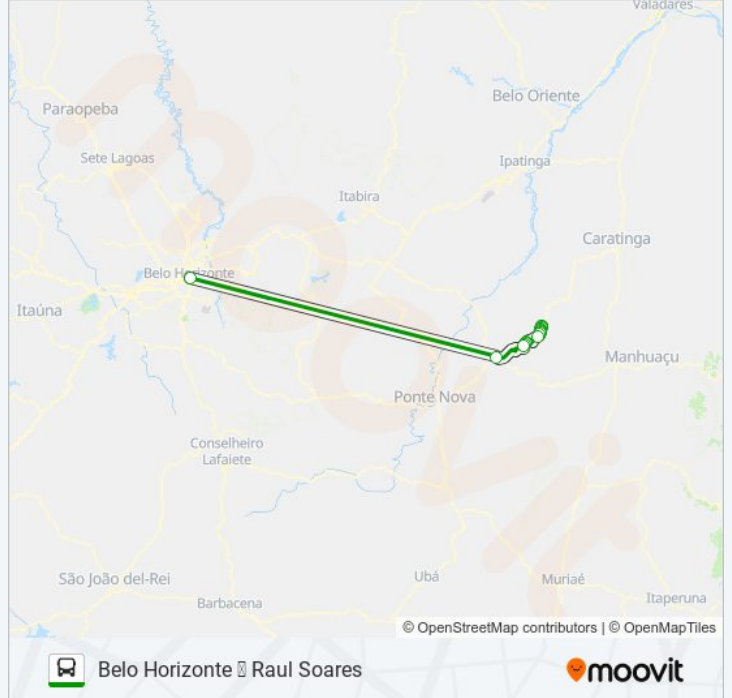 Valadares
Paraopeba
Belo Oriente
Sete Lagoas
Ipatinga
Itabira
Caratinga
Belo Horizonte
Itaúna
Manhuaçu
Ponte Nova
Conselheiro
Lafaiete
São João del-Rei
Ubá
Muriaé
Barbacena
Itaperuna
moovit
© OpenStreetMap contributors | © OpenMapTiles
Belo Horizonte ▯ Raul Soares
moovit